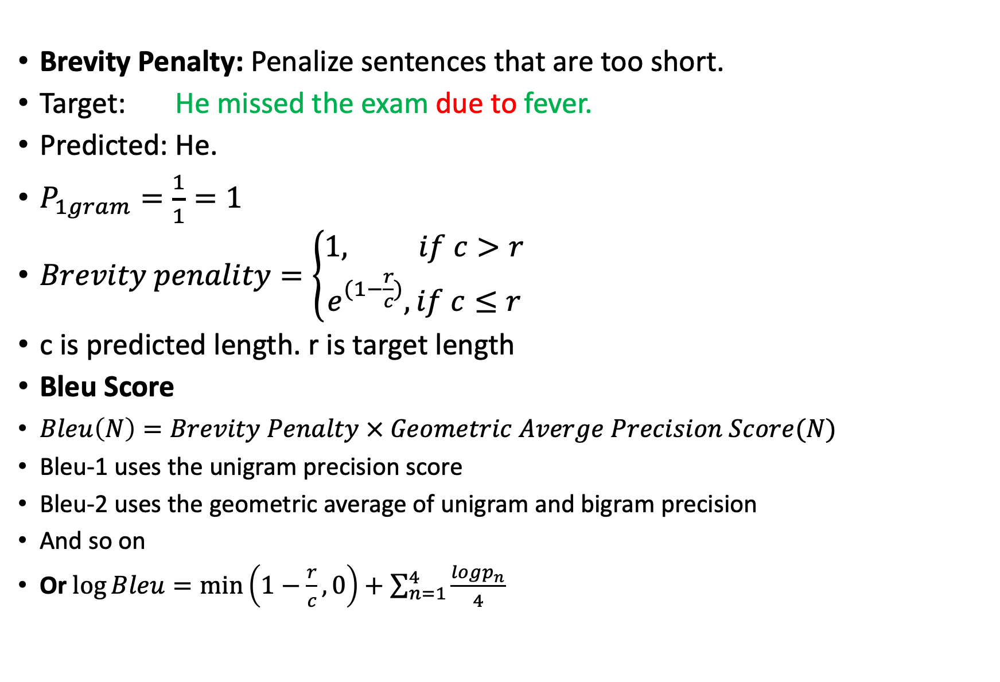 • Brevity Penalty: Penalize sentences that are too short.
• Target: He missed the exam due to fever.
• Predicted: He.
• P_{1gram} = \frac{1}{1} = 1
• Brevity penality = \begin{cases} 1, & if c > r \\ e^{(1-\frac{r}{c})}, & if c ≤ r \end{cases}
• c is predicted length. r is target length
• Bleu Score
• Bleu(N) = Brevity Penalty × Geometric Averge Precision Score(N)
• Bleu-1 uses the unigram precision score
• Bleu-2 uses the geometric average of unigram and bigram precision
• And so on
• Or log Bleu = min(1 − \frac{r}{c}, 0) + \sum_{n=1}^{4} \frac{logp_n}{4}